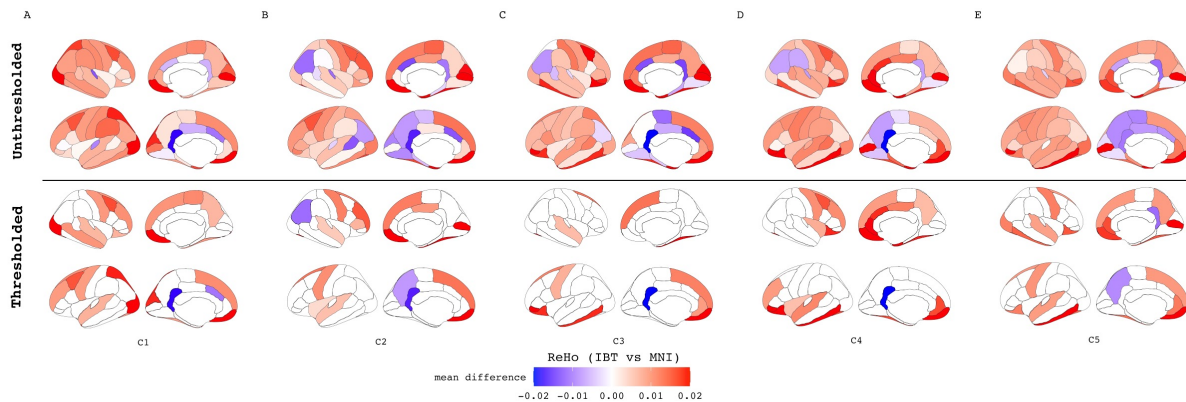 A B C D E
Unthresholded
Thresholded
C1 C2 C3 C4 C5
ReHo (IBT vs MNI)
mean difference
-0.02 -0.01 0.00 0.01 0.02